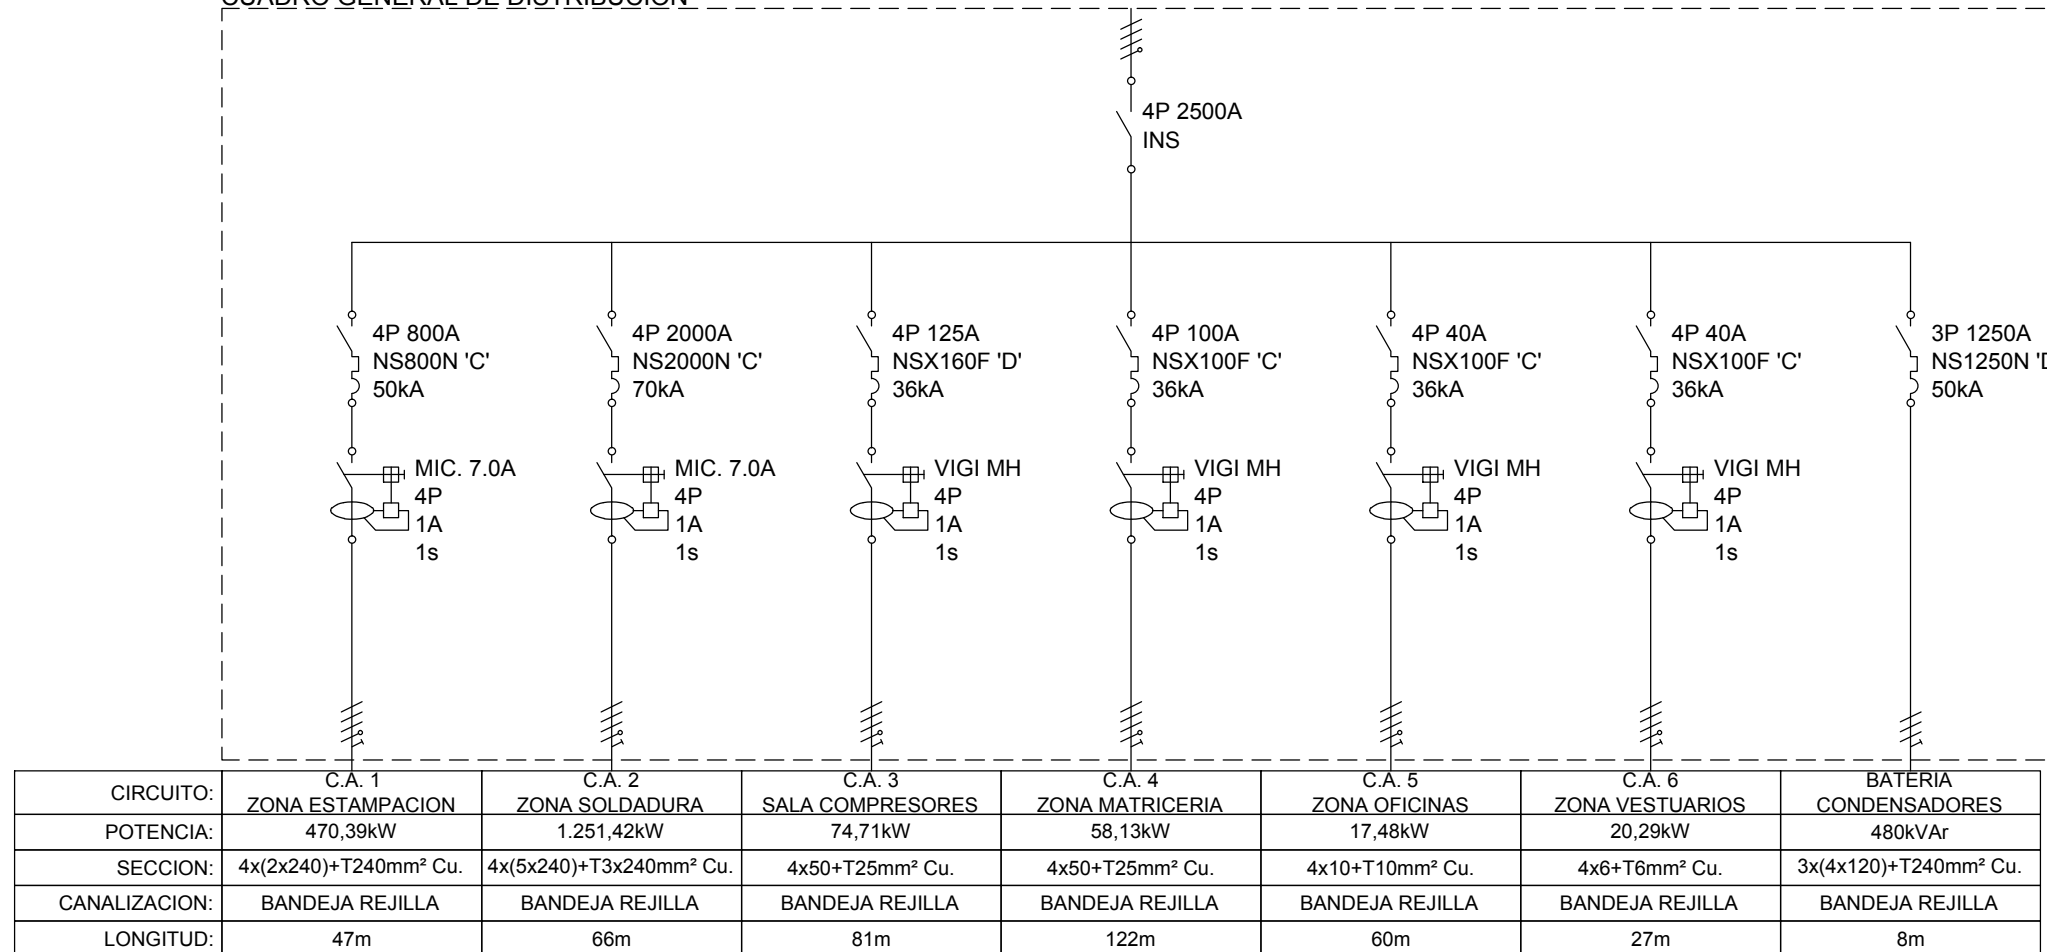 CUADRO GENERAL DE DISTRIBUCION
4P 2500A
INS
4P 800A
NS800N 'C'
50kA
4P 2000A
NS2000N 'C'
70kA
4P 125A
NSX160F 'D'
36kA
4P 100A
NSX100F 'C'
36kA
4P 40A
NSX100F 'C'
36kA
4P 40A
NSX100F 'C'
36kA
3P 1250A
NS1250N 'D
50kA
MIC. 7.0A
4P
1A
1s
MIC. 7.0A
4P
1A
1s
VIGI MH
4P
1A
1s
VIGI MH
4P
1A
1s
VIGI MH
4P
1A
1s
VIGI MH
4P
1A
1s
CIRCUITO:
C.A. 1
ZONA ESTAMPACION
C.A. 2
ZONA SOLDADURA
C.A. 3
SALA COMPRESORES
C.A. 4
ZONA MATRICERIA
C.A. 5
ZONA OFICINAS
C.A. 6
ZONA VESTUARIOS
BATERIA
CONDENSADORES
POTENCIA: 470,39kW 1.251,42kW 74,71kW 58,13kW 17,48kW 20,29kW 480kVAr
SECCION: 4x(2x240)+T240mm² Cu. 4x(5x240)+T3x240mm² Cu. 4x50+T25mm² Cu. 4x50+T25mm² Cu. 4x10+T10mm² Cu. 4x6+T6mm² Cu. 3x(4x120)+T240mm² Cu.
CANALIZACION: BANDEJA REJILLA BANDEJA REJILLA BANDEJA REJILLA BANDEJA REJILLA BANDEJA REJILLA BANDEJA REJILLA BANDEJA REJILLA
LONGITUD: 47m 66m 81m 122m 60m 27m 8m